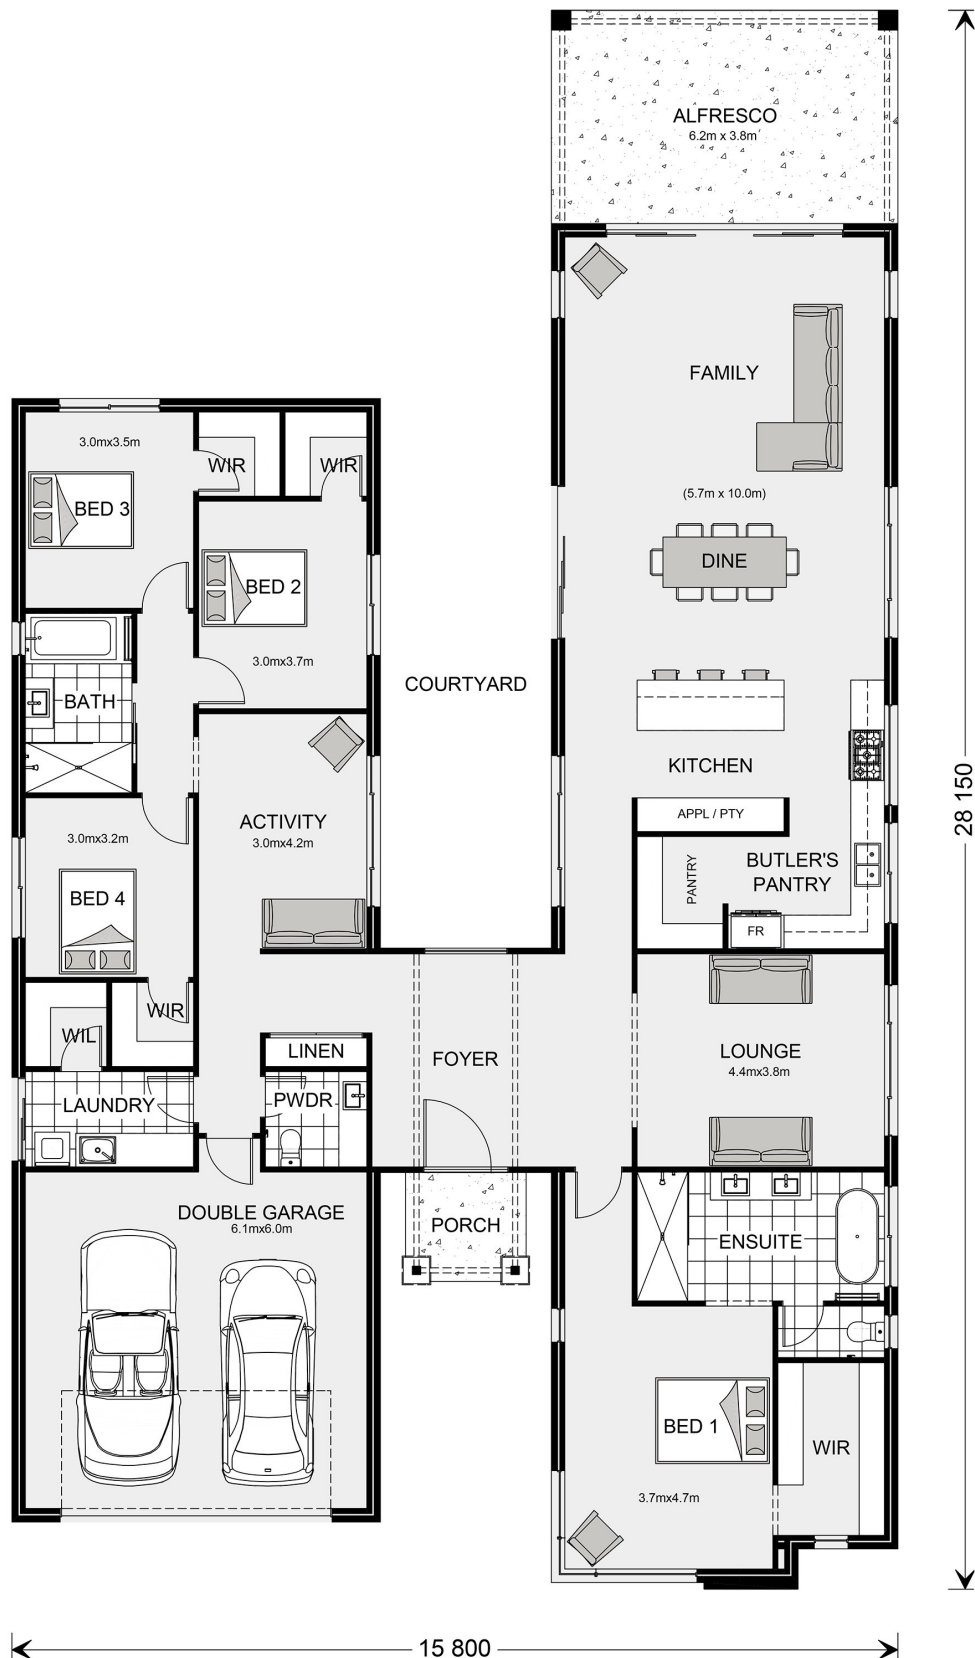 ALFRESCO
6.2m x 3.8m
FAMILY
(5.7m x 10.0m)
DINE
3.0mx3.5m
WIR
WIR
BED 3
BED 2
3.0mx3.7m
BATH
COURTYARD
KITCHEN
APPL / PTY
ACTIVITY
3.0mx4.2m
3.0mx3.2m
BED 4
PANTRY
BUTLER'S
PANTRY
FR
28 150
WIR
WIL
LINEN
FOYER
LOUNGE
4.4mx3.8m
LAUNDRY
PWDR
DOUBLE GARAGE
6.1mx6.0m
PORCH
ENSUITE
BED 1
3.7mx4.7m
WIR
15 800